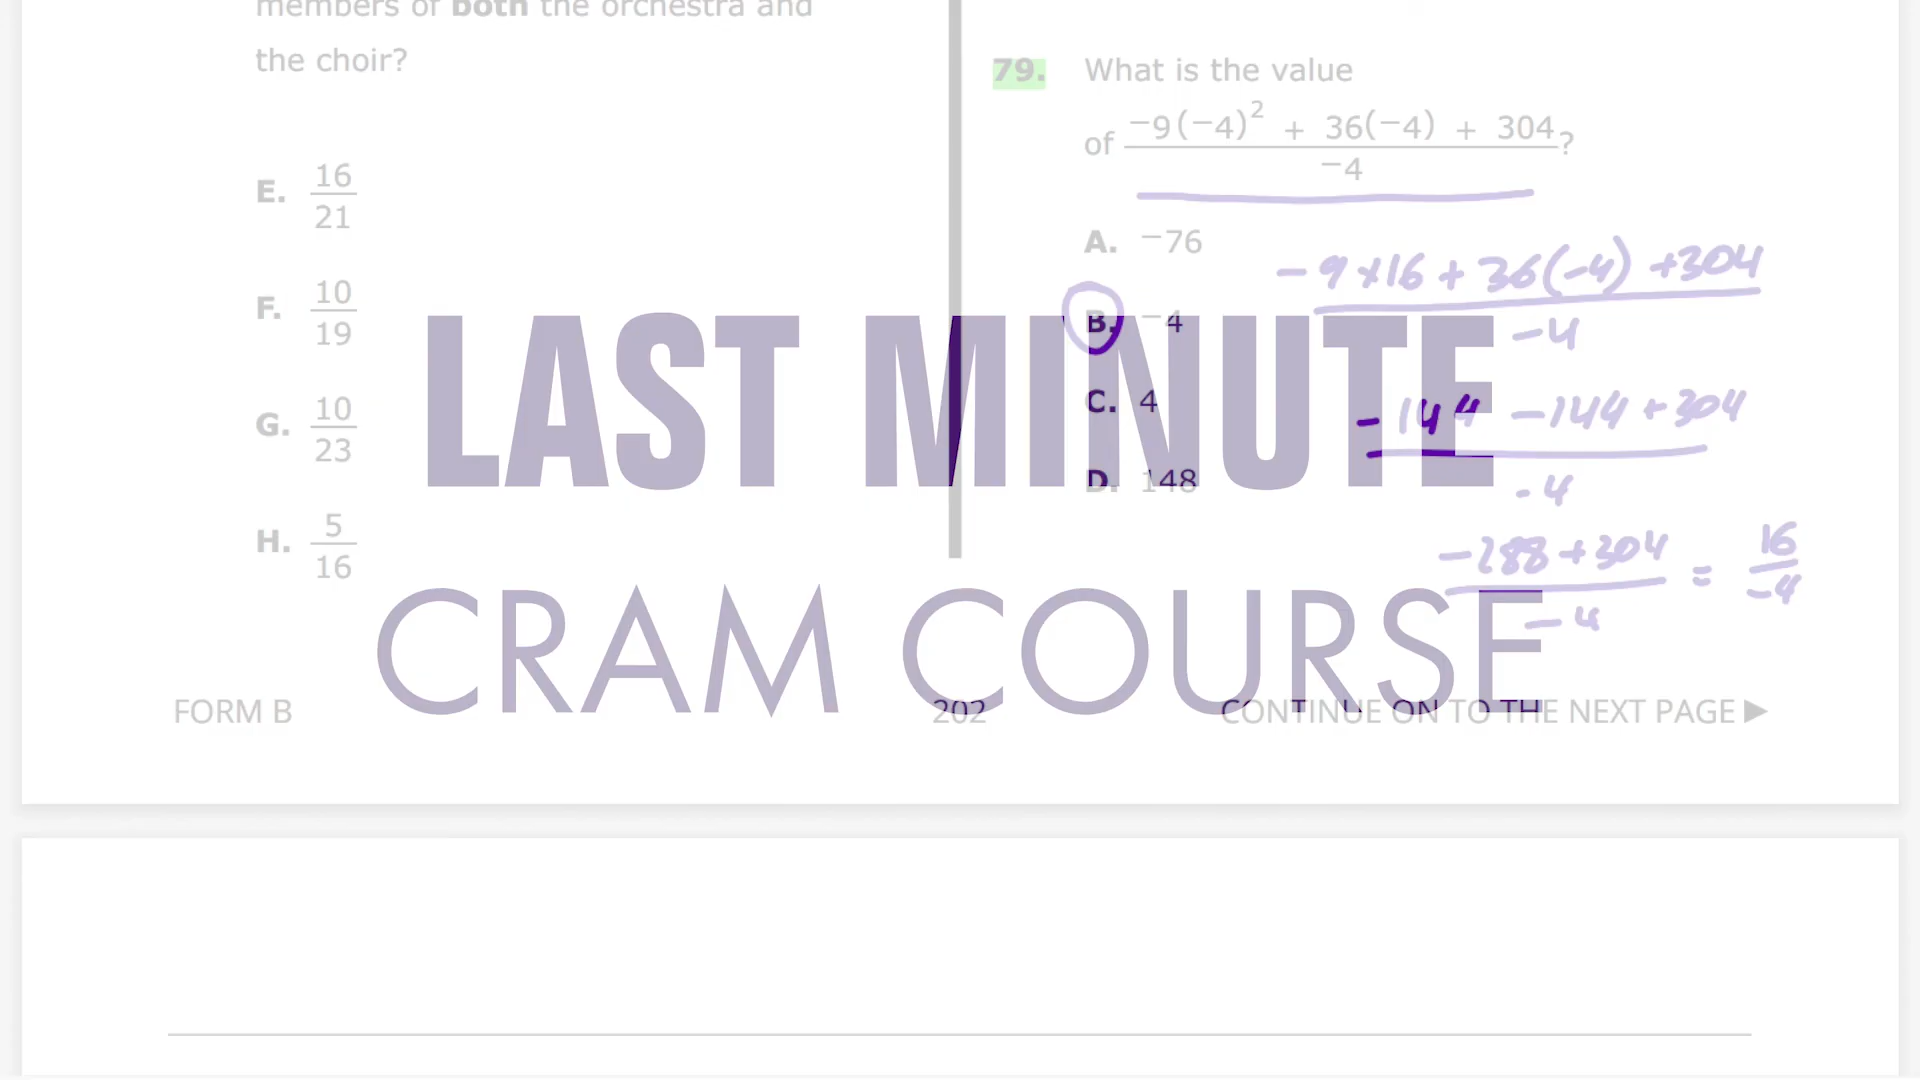 members of both the orchestra and
the choir?
E. 16/21
F. 10/19
G. 10/23
H. 5/16
79. What is the value
of (−9(−4)² + 36(−4) + 304)/−4?
A. −76
B. −4
C. 4
D. 148
−9×16 + 36(−4) + 304
−4
−144 −144 + 304
−4
−288 + 304 = 16
−4 −4
LAST MINUTE
CRAM COURSE
FORM B 202 CONTINUE ON TO THE NEXT PAGE ▶